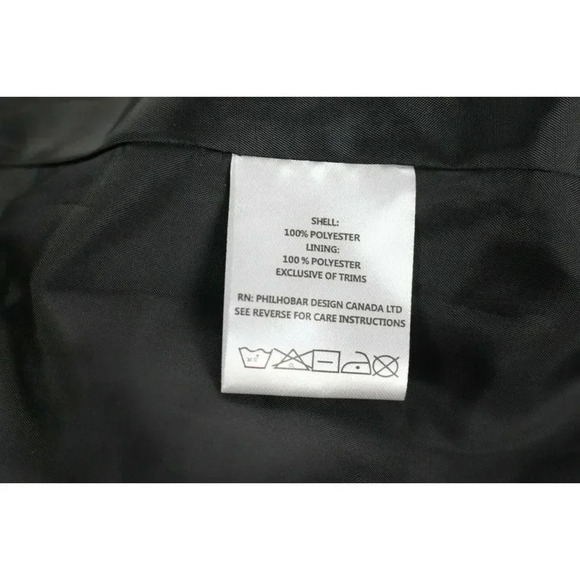 SHELL:
100% POLYESTER
LINING:
100 % POLYESTER
EXCLUSIVE OF TRIMS
RN: PHILHOBAR DESIGN CANADA LTD
SEE REVERSE FOR CARE INSTRUCTIONS